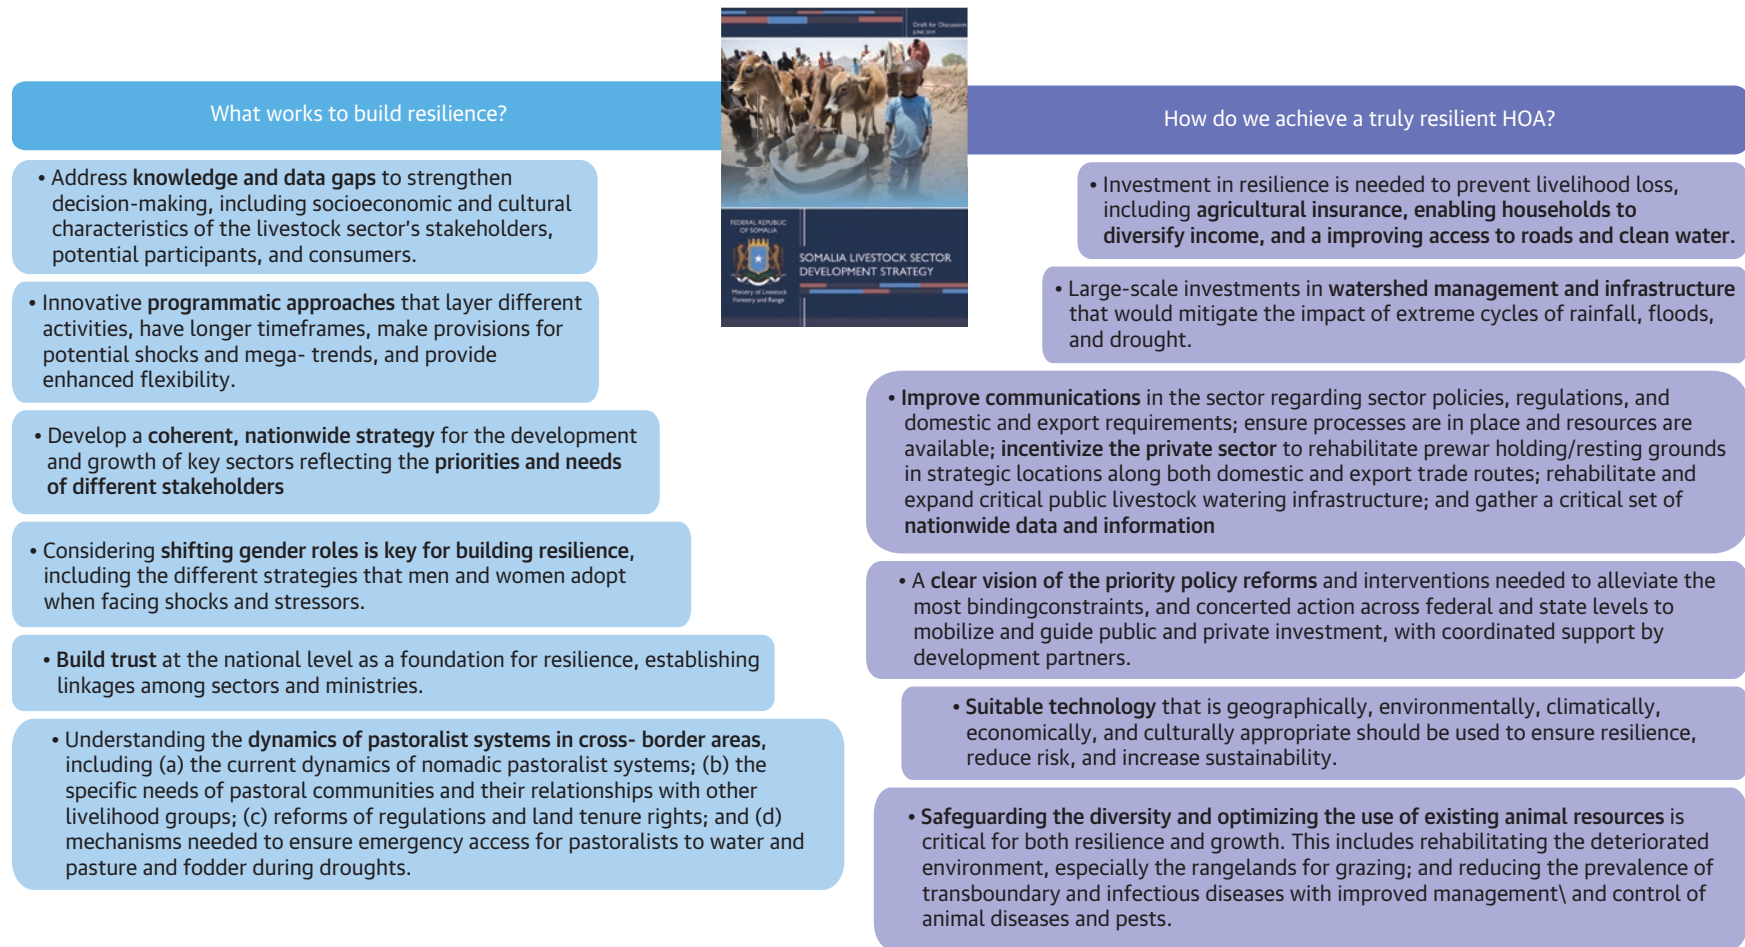 What works to build resilience?
• Address knowledge and data gaps to strengthen
decision-making, including socioeconomic and cultural
characteristics of the livestock sector's stakeholders,
potential participants, and consumers.
• Innovative programmatic approaches that layer different
activities, have longer timeframes, make provisions for
potential shocks and mega- trends, and provide
enhanced flexibility.
• Develop a coherent, nationwide strategy for the development
and growth of key sectors reflecting the priorities and needs
of different stakeholders
• Considering shifting gender roles is key for building resilience,
including the different strategies that men and women adopt
when facing shocks and stressors.
• Build trust at the national level as a foundation for resilience, establishing
linkages among sectors and ministries.
• Understanding the dynamics of pastoralist systems in cross- border areas,
including (a) the current dynamics of nomadic pastoralist systems; (b) the
specific needs of pastoral communities and their relationships with other
livelihood groups; (c) reforms of regulations and land tenure rights; and (d)
mechanisms needed to ensure emergency access for pastoralists to water and
pasture and fodder during droughts.
Draft for Discussion
JUNE 2019
FEDERAL REPUBLIC
OF SOMALIA
Ministry of Livestock
Forestry and Range
SOMALIA LIVESTOCK SECTOR
DEVELOPMENT STRATEGY
How do we achieve a truly resilient HOA?
• Investment in resilience is needed to prevent livelihood loss,
including agricultural insurance, enabling households to
diversify income, and a improving access to roads and clean water.
• Large-scale investments in watershed management and infrastructure
that would mitigate the impact of extreme cycles of rainfall, floods,
and drought.
• Improve communications in the sector regarding sector policies, regulations, and
domestic and export requirements; ensure processes are in place and resources are
available; incentivize the private sector to rehabilitate prewar holding/resting grounds
in strategic locations along both domestic and export trade routes; rehabilitate and
expand critical public livestock watering infrastructure; and gather a critical set of
nationwide data and information
• A clear vision of the priority policy reforms and interventions needed to alleviate the
most bindingconstraints, and concerted action across federal and state levels to
mobilize and guide public and private investment, with coordinated support by
development partners.
• Suitable technology that is geographically, environmentally, climatically,
economically, and culturally appropriate should be used to ensure resilience,
reduce risk, and increase sustainability.
• Safeguarding the diversity and optimizing the use of existing animal resources is
critical for both resilience and growth. This includes rehabilitating the deteriorated
environment, especially the rangelands for grazing; and reducing the prevalence of
transboundary and infectious diseases with improved management\ and control of
animal diseases and pests.